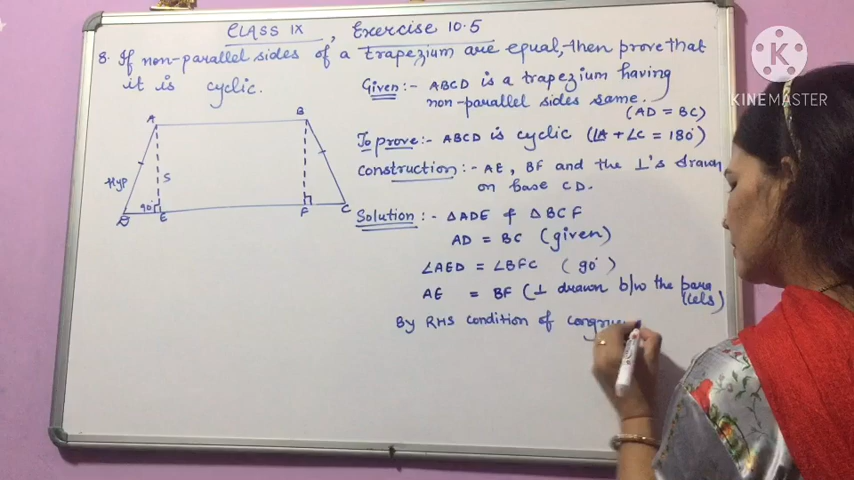 CLASS IX, Exercise 10.5
8. If non-parallel sides of a trapezium are equal, then prove that
it is cyclic.
Given:- ABCD is a trapezium having
non-parallel sides same.
(AD = BC)
To prove:- ABCD is cyclic (∠A + ∠C = 180°)
Construction:- AE, BF and the ⊥'s drawn
on base CD.
Solution:- ΔADE & ΔBCF
AD = BC (given)
∠AED = ∠BFC (90°)
AE = BF (⊥ drawn b/w the para
llels)
By RHS condition of congrue
A
B
Hyp
S
90°
D
E
F
C
K
KINEMASTER